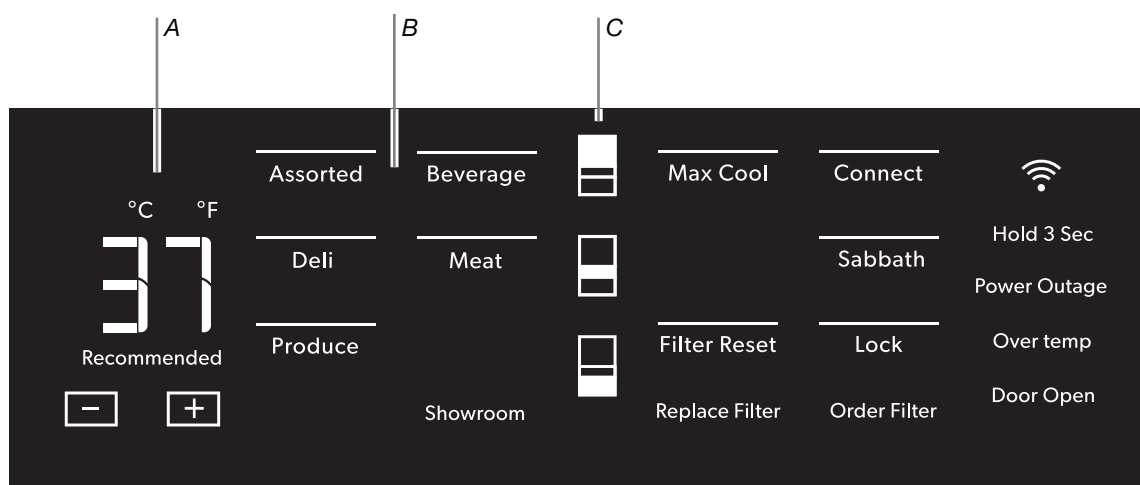 A B C
Assorted Beverage Max Cool Connect
°C °F
37
Hold 3 Sec
Deli Meat Sabbath
Power Outage
Produce Filter Reset Lock Over temp
Recommended
− +
Showroom Replace Filter Order Filter Door Open